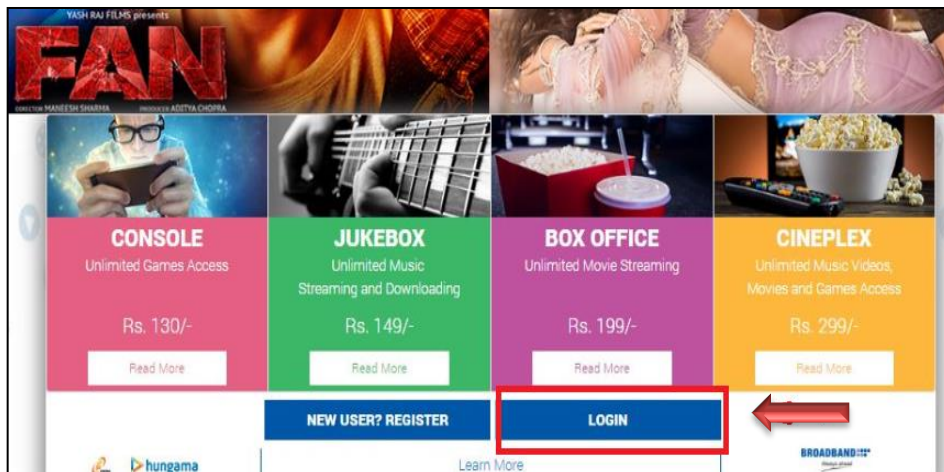 YASH RAJ FILMS presents
FAN
DIRECTOR MANEESH SHARMA PRODUCER ADITYA CHOPRA
CONSOLE
Unlimited Games Access
Rs. 130/-
Read More
JUKEBOX
Unlimited Music
Streaming and Downloading
Rs. 149/-
Read More
BOX OFFICE
Unlimited Movie Streaming
Rs. 199/-
Read More
CINEPLEX
Unlimited Music Videos,
Movies and Games Access
Rs. 299/-
Read More
NEW USER? REGISTER
LOGIN
hungama
Learn More
BROADBAND